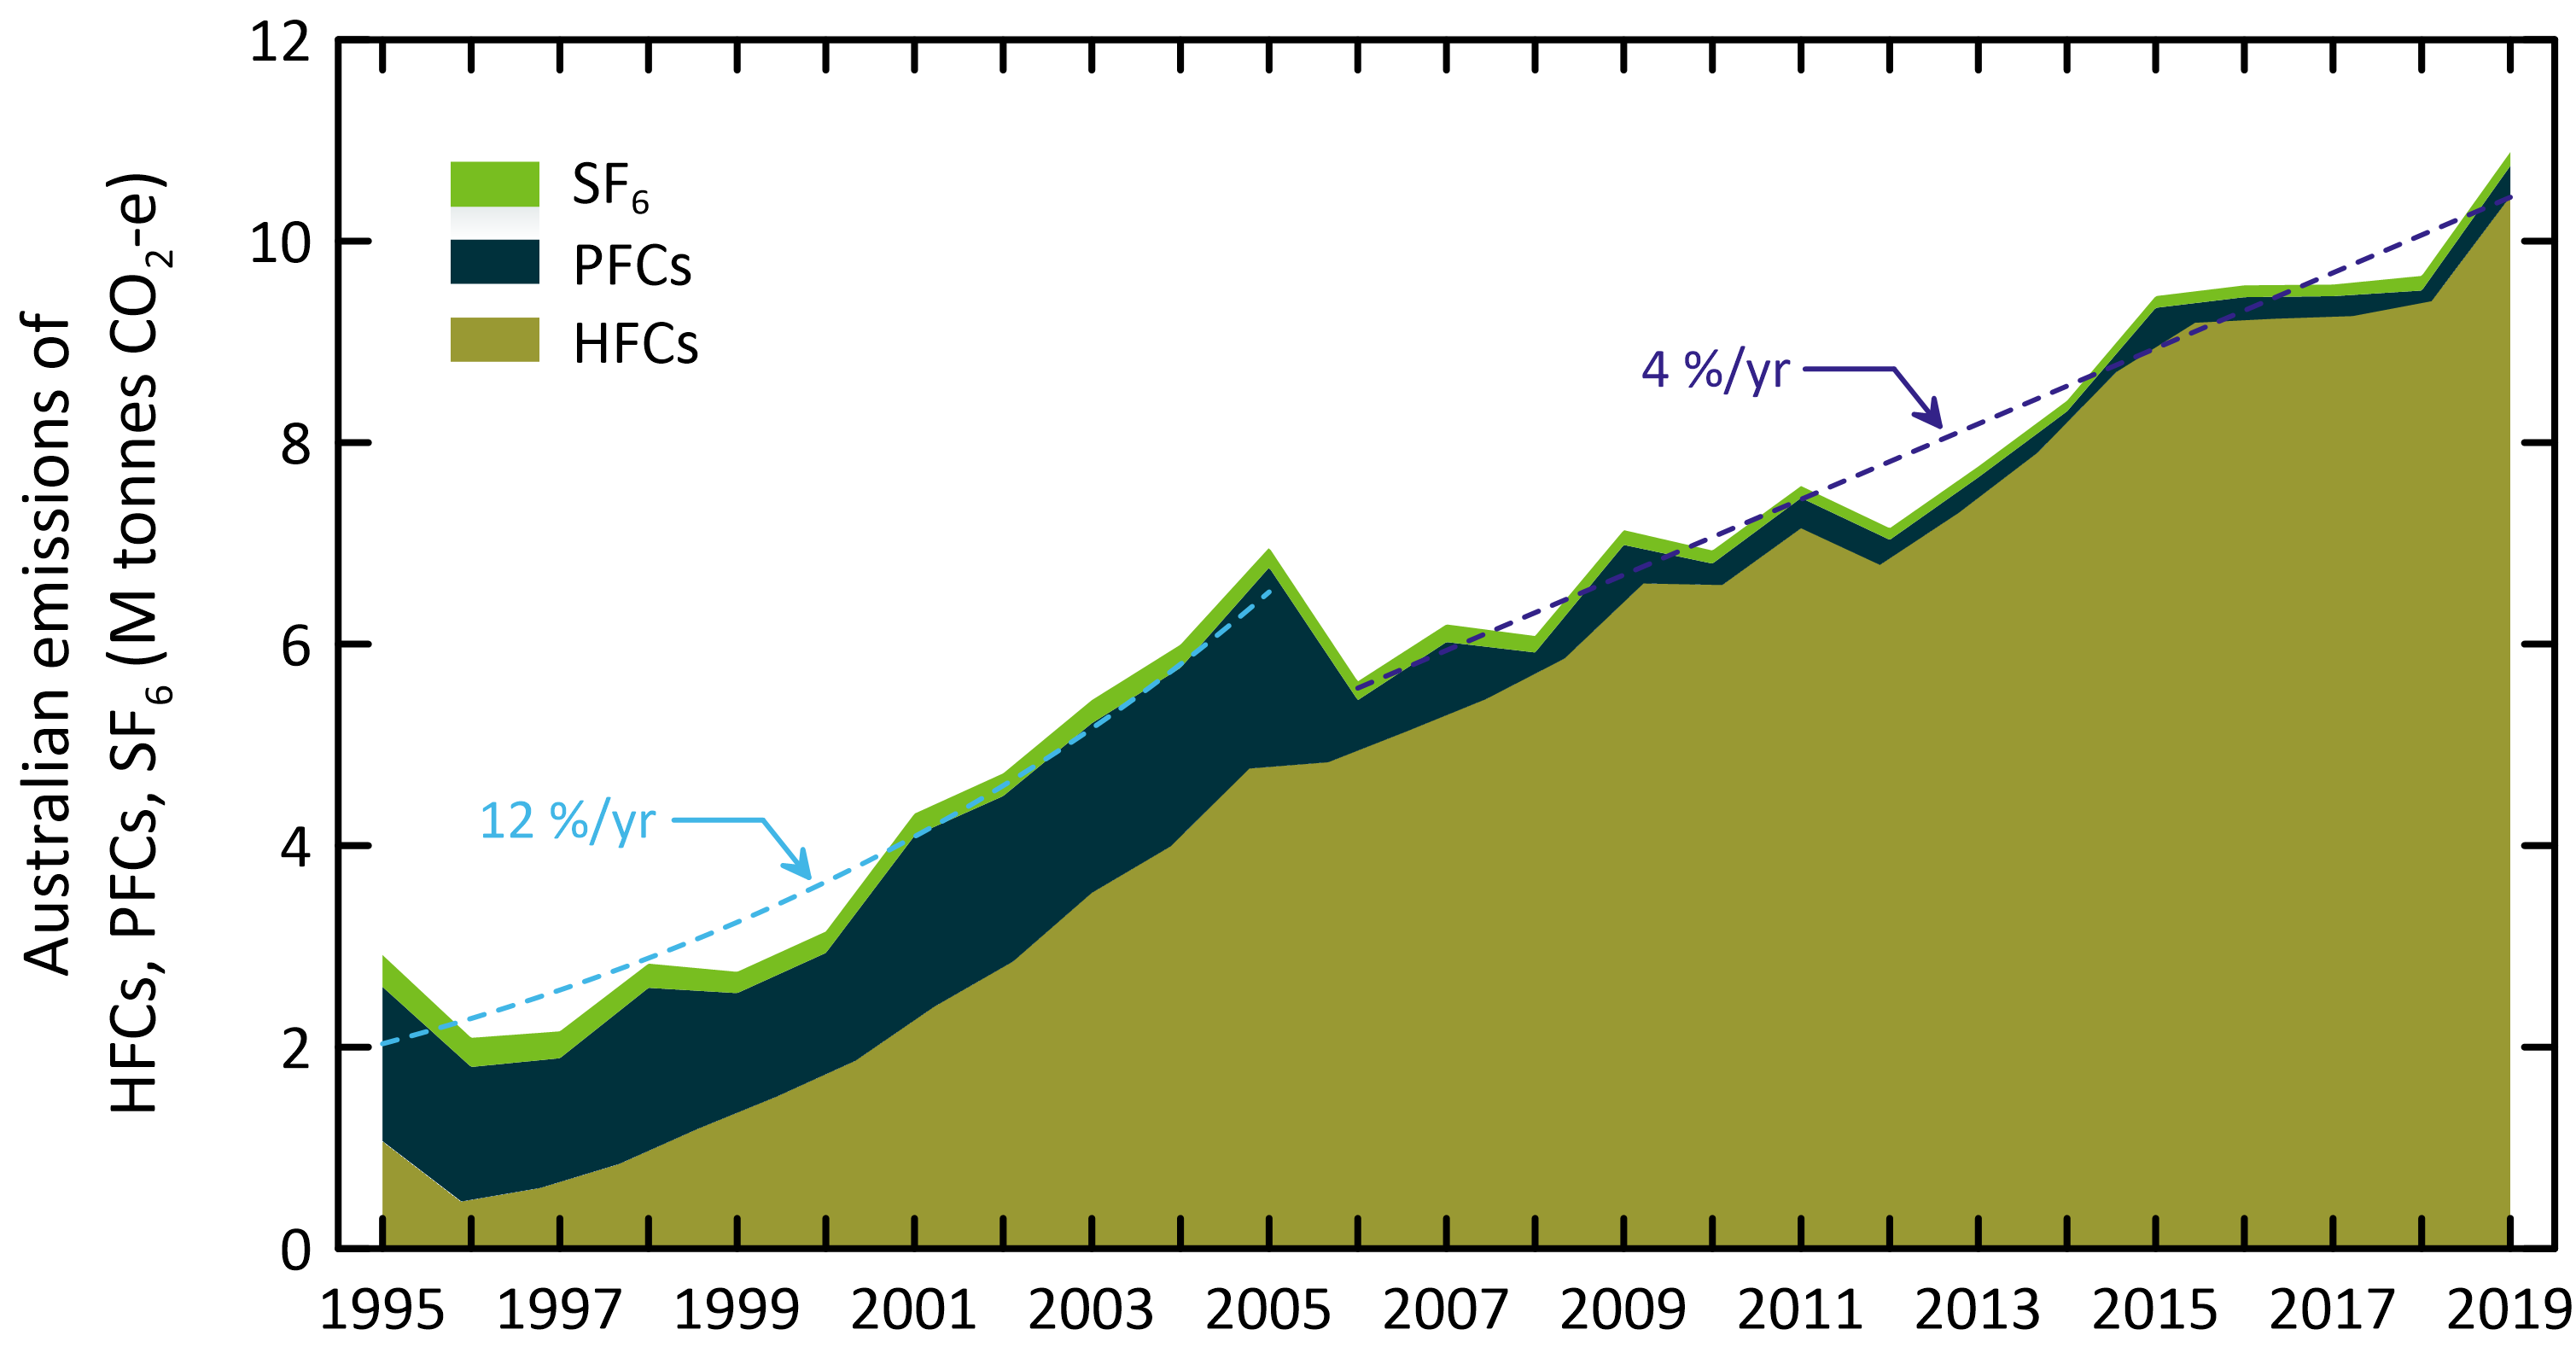 Australian emissions of
HFCs, PFCs, SF₆ (M tonnes CO₂-e)
12
10
8
6
4
2
0
SF₆
PFCs
HFCs
4 %/yr
12 %/yr
1995 1997 1999 2001 2003 2005 2007 2009 2011 2013 2015 2017 2019